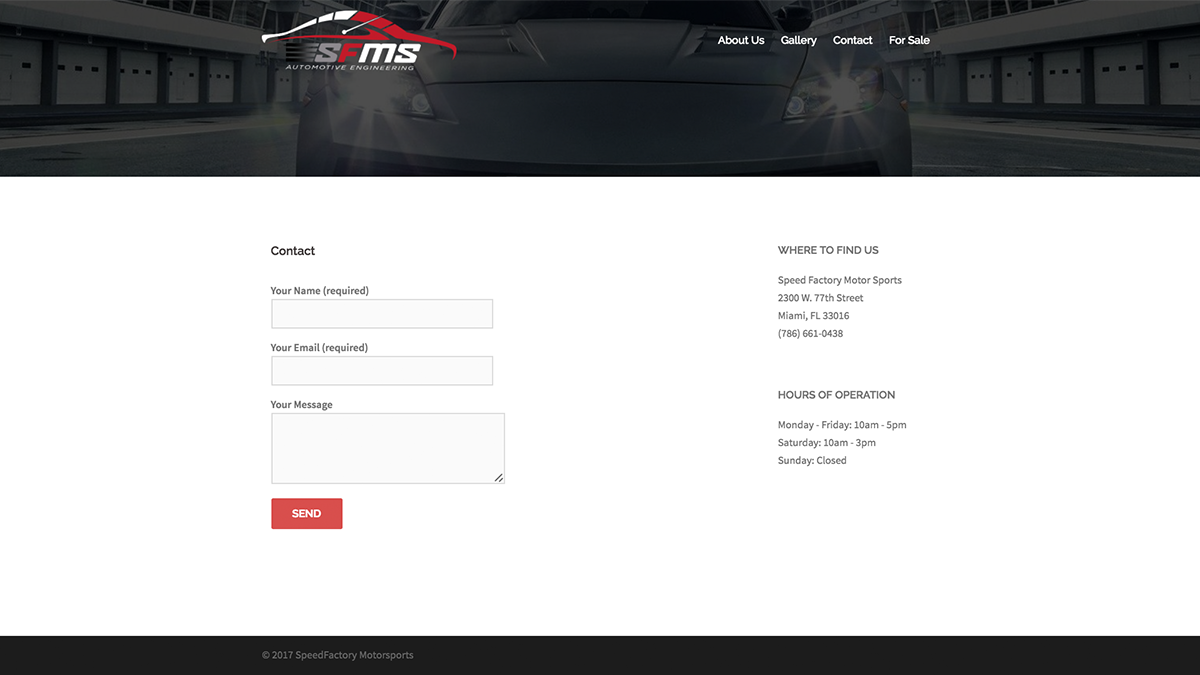 SFMS
AUTOMOTIVE ENGINEERING
About Us
Gallery
Contact
For Sale
Contact
Your Name (required)
Your Email (required)
Your Message
SEND
WHERE TO FIND US
Speed Factory Motor Sports
2300 W. 77th Street
Miami, FL 33016
(786) 661-0438
HOURS OF OPERATION
Monday - Friday: 10am - 5pm
Saturday: 10am - 3pm
Sunday: Closed
© 2017 SpeedFactory Motorsports